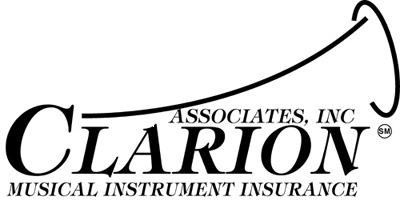 ASSOCIATES, INC
CLARION SM
MUSICAL INSTRUMENT INSURANCE